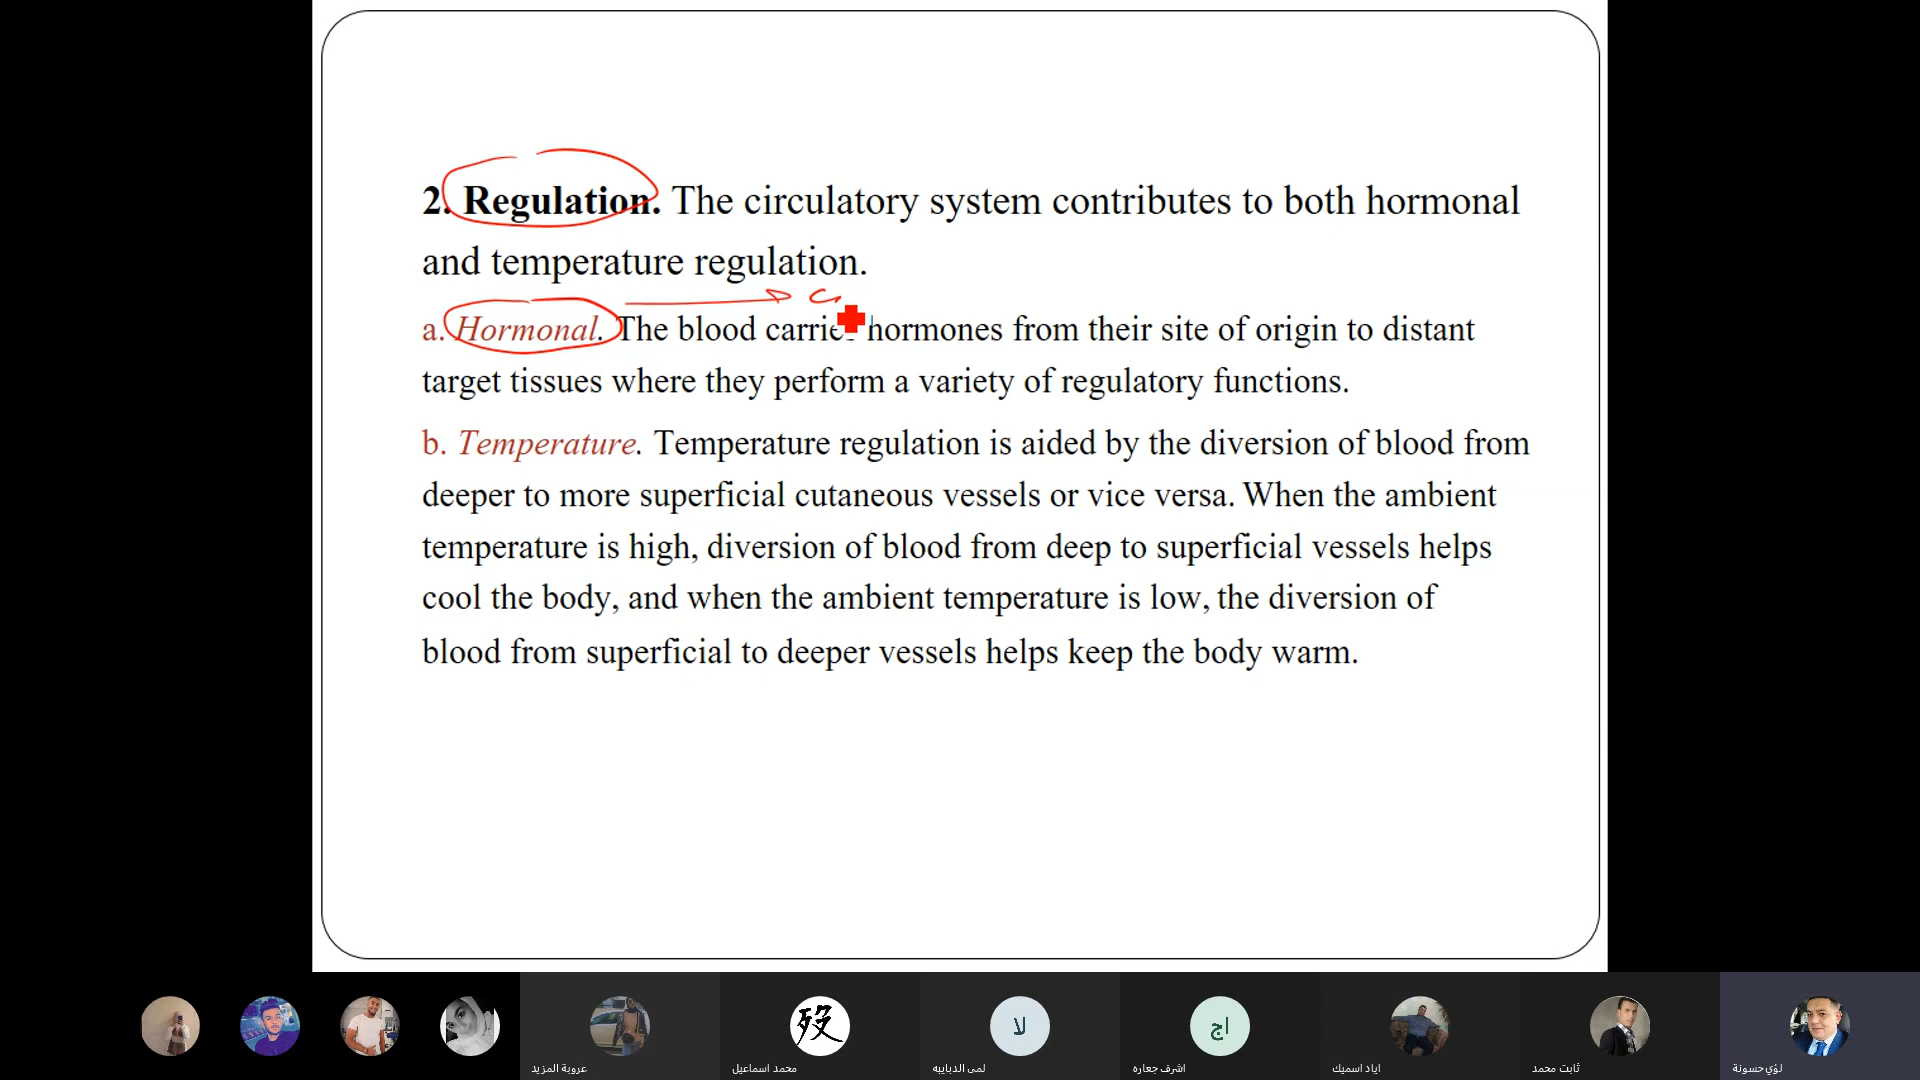 2. Regulation. The circulatory system contributes to both hormonal
and temperature regulation.
a. Hormonal. The blood carries hormones from their site of origin to distant
target tissues where they perform a variety of regulatory functions.
b. Temperature. Temperature regulation is aided by the diversion of blood from
deeper to more superficial cutaneous vessels or vice versa. When the ambient
temperature is high, diversion of blood from deep to superficial vessels helps
cool the body, and when the ambient temperature is low, the diversion of
blood from superficial to deeper vessels helps keep the body warm.
歹殳
لا
اج
عروبة المزيد
محمد اسماعيل
لمى الدبايبه
اشرف جعاره
اياد اسميك
ثابت محمد
لؤي حسونة